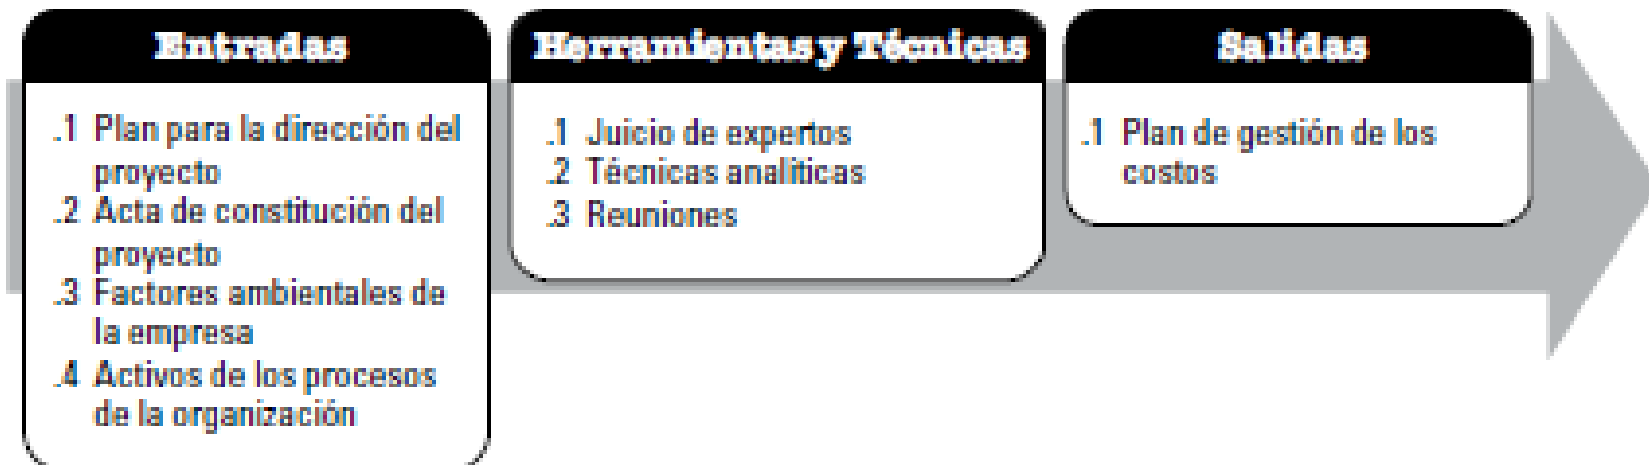 Entradas
.1 Plan para la dirección del
proyecto
.2 Acta de constitución del
proyecto
.3 Factores ambientales de
la empresa
.4 Activos de los procesos
de la organización
Herramientas y Técnicas
.1 Juicio de expertos
.2 Técnicas analíticas
.3 Reuniones
Salidas
.1 Plan de gestión de los
costos